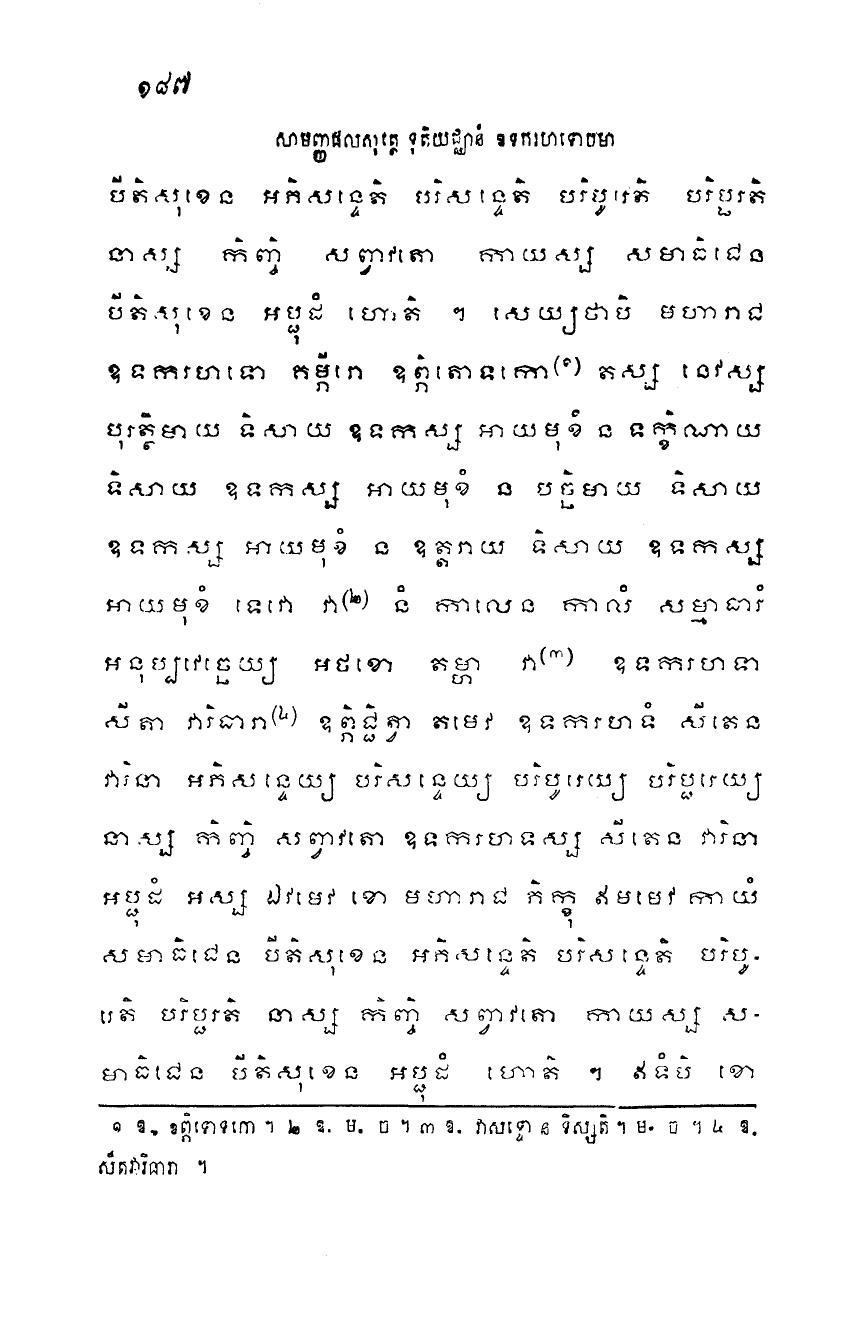 ១៨៧
សាមញ្ញផលសុត្តេ ទុតិយជ្ឈានំ ឧទករហទោបមា
បីតិសុខេន អភិសន្ទេតិ បរិសន្ទេតិ បរិបូរេតិ បរិប្ផរតិ
នាស្ស កិញ្ចិ សព្វាវតោ កាយស្ស សមាធិជេន
បីតិសុខេន អប្ផុដំ ហោតិ ។ សេយ្យថាបិ មហារាជ
ឧទករហទោ គម្ភីរោ ឧព្ភិតោទកោ(១) តស្ស នេវស្ស
បុរត្ថិមាយ ទិសាយ ឧទកស្ស អាយមុខំ ន ទក្ខិណាយ
ទិសាយ ឧទកស្ស អាយមុខំ ន បច្ឆិមាយ ទិសាយ
ឧទកស្ស អាយមុខំ ន ឧត្តរាយ ទិសាយ ឧទកស្ស
អាយមុខំ ទេវោ វា(២) នំ កាលេន កាលំ សម្មាធារំ
អនុប្បវេច្ឆេយ្យ អថខោ តម្ហា វា(៣) ឧទករហទា
សីតា វារិធារា(៤) ឧព្ភិជ្ជិត្វា តមេវ ឧទករហទំ សីតេន
វារិនា អភិសន្ទេយ្យ បរិសន្ទេយ្យ បរិបូរេយ្យ បរិប្ផរេយ្យ
នាស្ស កិញ្ចិ សព្វាវតោ ឧទករហទស្ស សីតេន វារិនា
អប្ផុដំ អស្ស ឯវមេវ ខោ មហារាជ ភិក្ខុ ឥមមេវ កាយំ
សមាធិជេន បីតិសុខេន អភិសន្ទេតិ បរិសន្ទេតិ បរិបូ-
រេតិ បរិប្ផរតិ នាស្ស កិញ្ចិ សព្វាវតោ កាយស្ស ស-
មាធិជេន បីតិសុខេន អប្ផុដំ ហោតិ ។ ឥទំបិ ខោ
១ ឱ. ឧព្ភិទោទកោ ។ ២ ឱ. ម. ច ។ ៣ ឱ. វាសទ្ទោ ន ទិស្សតិ ។ ម. ច ។ ៤ ឱ.
សីតវារិធារា ។